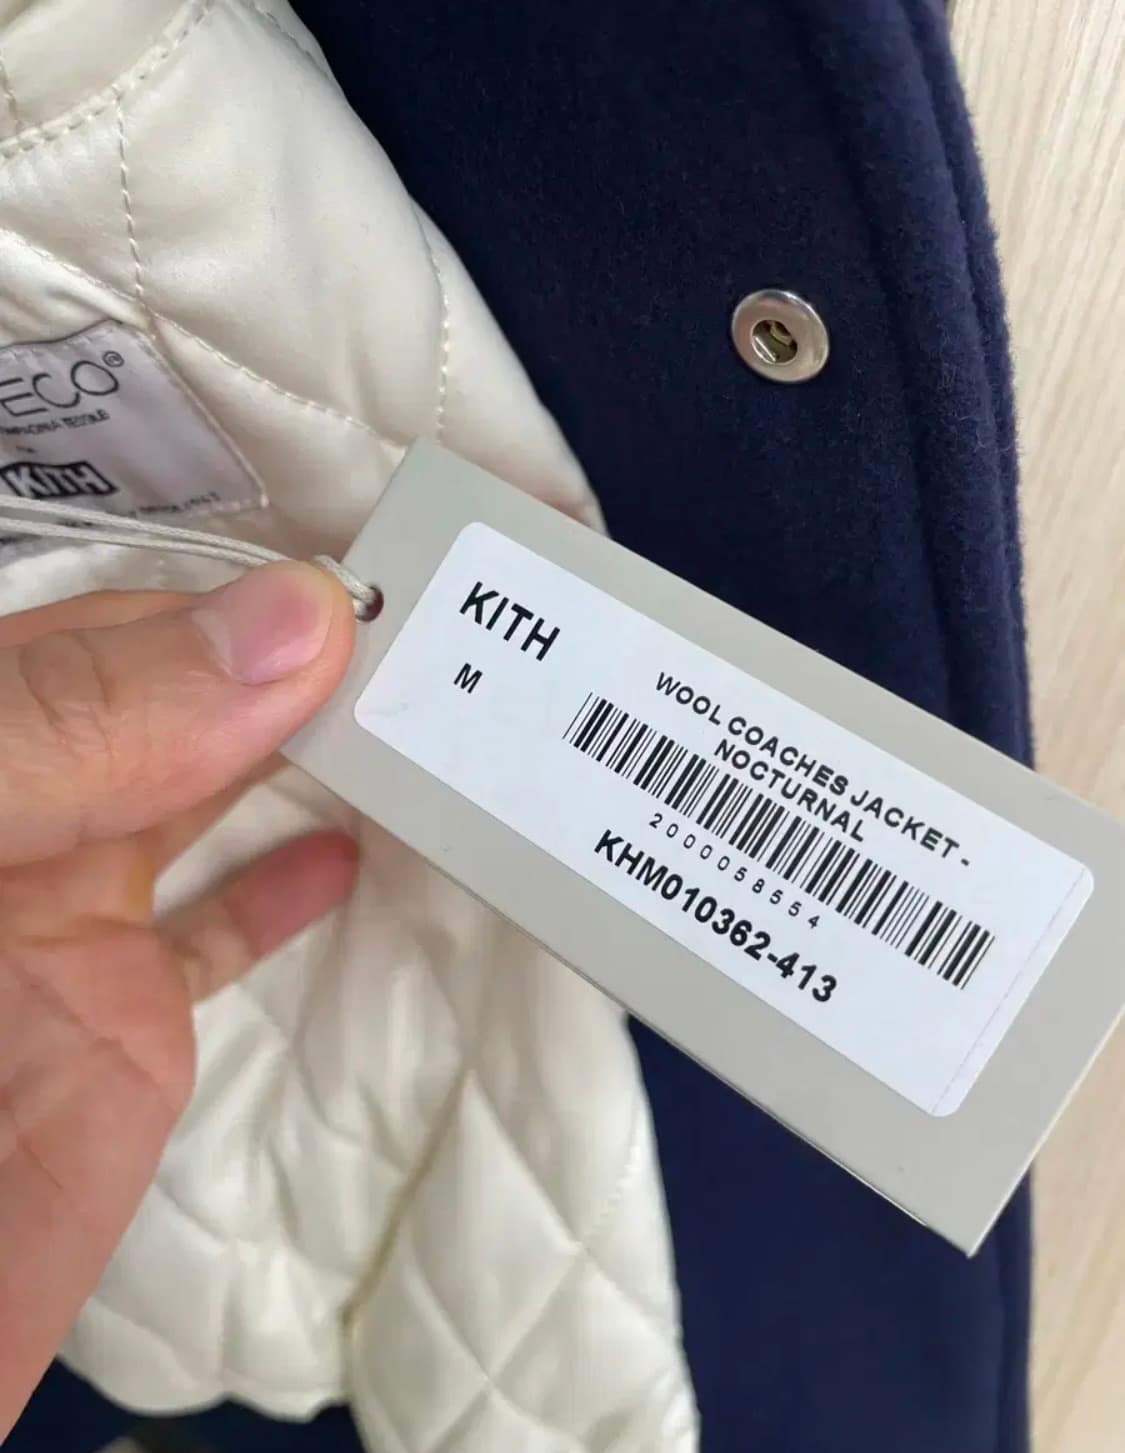 ECO®
KITH
KITH
M
WOOL COACHES JACKET -
NOCTURNAL
2000058554
KHM010362-413